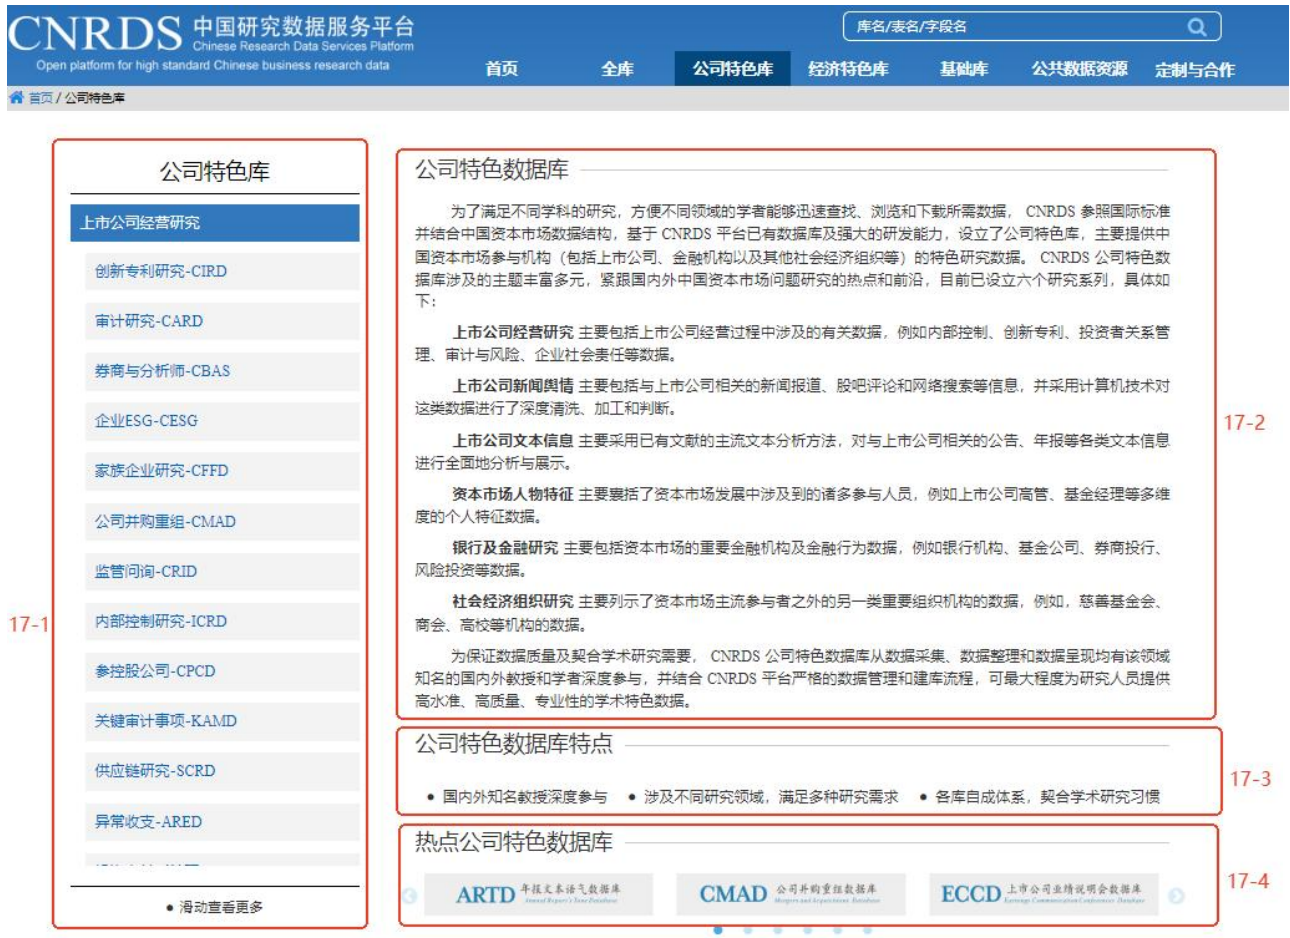 CNRDS 中国研究数据服务平台
Chinese Research Data Services Platform
Open platform for high standard Chinese business research data
库名/表名/字段名
首页 全库 公司特色库 经济特色库 基础库 公共数据资源 定制与合作
首页 / 公司特色库
公司特色库
上市公司经营研究
创新专利研究-CIRD
审计研究-CARD
券商与分析师-CBAS
企业ESG-CESG
家族企业研究-CFFD
公司并购重组-CMAD
监管问询-CRID
17-1
内部控制研究-ICRD
参控股公司-CPCD
关键审计事项-KAMD
供应链研究-SCRD
异常收支-ARED
● 滑动查看更多
公司特色数据库
为了满足不同学科的研究，方便不同领域的学者能够迅速查找、浏览和下载所需数据， CNRDS 参照国际标准
并结合中国资本市场数据结构，基于 CNRDS 平台已有数据库及强大的研发能力，设立了公司特色库，主要提供中
国资本市场参与机构（包括上市公司、金融机构以及其他社会经济组织等）的特色研究数据。 CNRDS 公司特色数
据库涉及的主题丰富多元，紧跟国内外中国资本市场问题研究的热点和前沿，目前已设立六个研究系列，具体如
下：
上市公司经营研究 主要包括上市公司经营过程中涉及的有关数据，例如内部控制、创新专利、投资者关系管
理、审计与风险、企业社会责任等数据。
上市公司新闻舆情 主要包括与上市公司相关的新闻报道、股吧评论和网络搜索等信息，并采用计算机技术对
这类数据进行了深度清洗、加工和判断。
17-2
上市公司文本信息 主要采用已有文献的主流文本分析方法，对与上市公司相关的公告、年报等各类文本信息
进行全面地分析与展示。
资本市场人物特征 主要囊括了资本市场发展中涉及到的诸多参与人员，例如上市公司高管、基金经理等多维
度的个人特征数据。
银行及金融研究 主要包括资本市场的重要金融机构及金融行为数据，例如银行机构、基金公司、券商投行、
风险投资等数据。
社会经济组织研究 主要列示了资本市场主流参与者之外的另一类重要组织机构的数据，例如，慈善基金会、
商会、高校等机构的数据。
为保证数据质量及契合学术研究需要， CNRDS 公司特色数据库从数据采集、数据整理和数据呈现均有该领域
知名的国内外教授和学者深度参与，并结合 CNRDS 平台严格的数据管理和建库流程，可最大程度为研究人员提供
高水准、高质量、专业性的学术特色数据。
公司特色数据库特点
17-3
● 国内外知名教授深度参与 ● 涉及不同研究领域，满足多种研究需求 ● 各库自成体系，契合学术研究习惯
热点公司特色数据库
17-4
ARTD 年报文本语气数据库 CMAD 公司并购重组数据库 ECCD 上市公司业绩说明会数据库
Annual Report's Tone Database Mergers and Acquisitions Database Earnings Communication Conferences Database